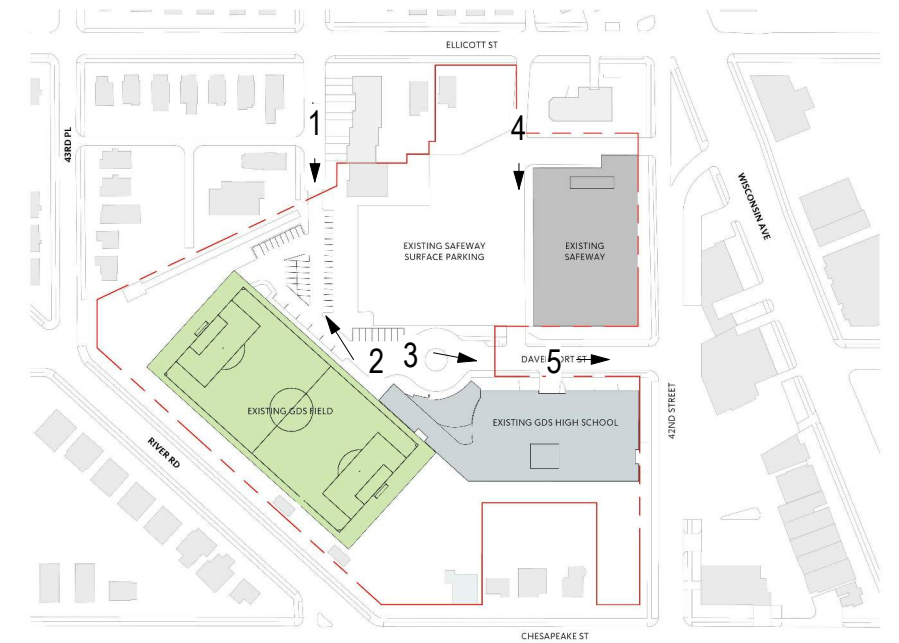 ELLICOTT ST
1
4
43RD PL
WISCONSIN AVE
EXISTING SAFEWAY
SURFACE PARKING
EXISTING
SAFEWAY
2
3
DAVENPORT ST
5
42ND STREET
EXISTING GDS FIELD
EXISTING GDS HIGH SCHOOL
RIVER RD
CHESAPEAKE ST